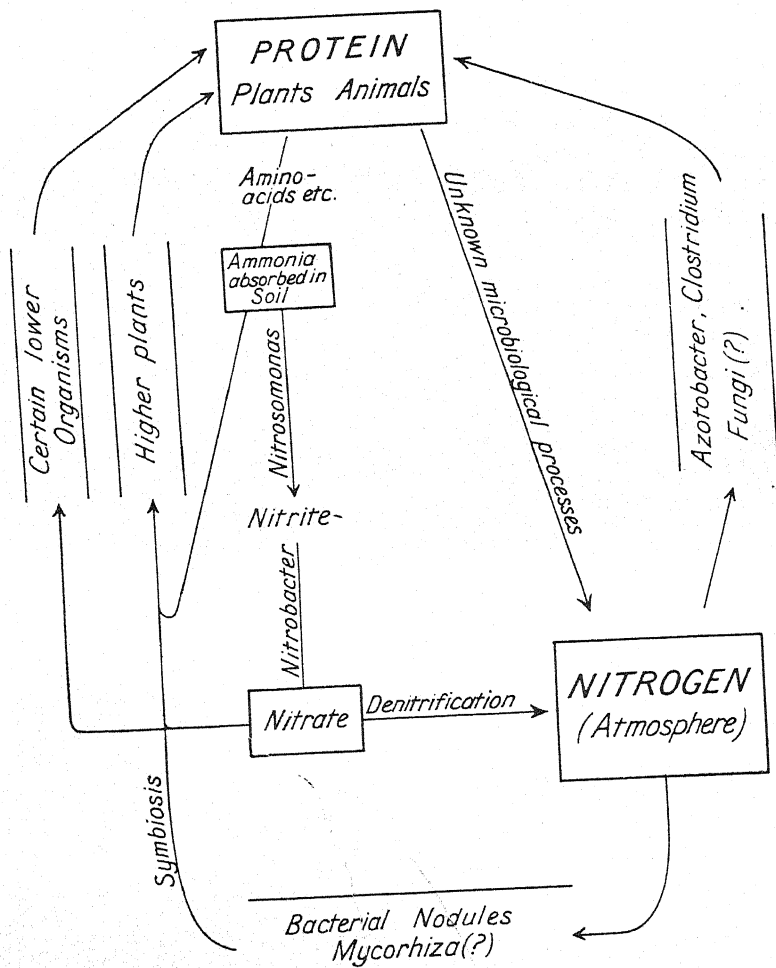 PROTEIN
Plants Animals
Amino-
acids etc.
Ammonia
absorbed in
Soil
Unknown microbiological processes
Azotobacter, Clostridium
Fungi(?) .
Certain lower
Organisms
Higher plants
Nitrosomonas
Nitrite-
Nitrobacter
Nitrate
Denitrification
NITROGEN
(Atmosphere)
Symbiosis
Bacterial Nodules
Mycorhiza(?)